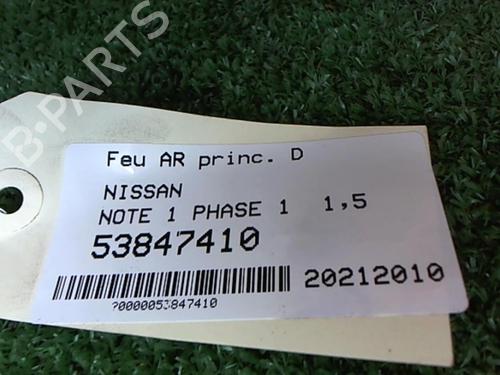 B-PARTS
Feu AR princ. D
NISSAN
NOTE 1 PHASE 1 1,5
53847410
20212010
?0000053847410